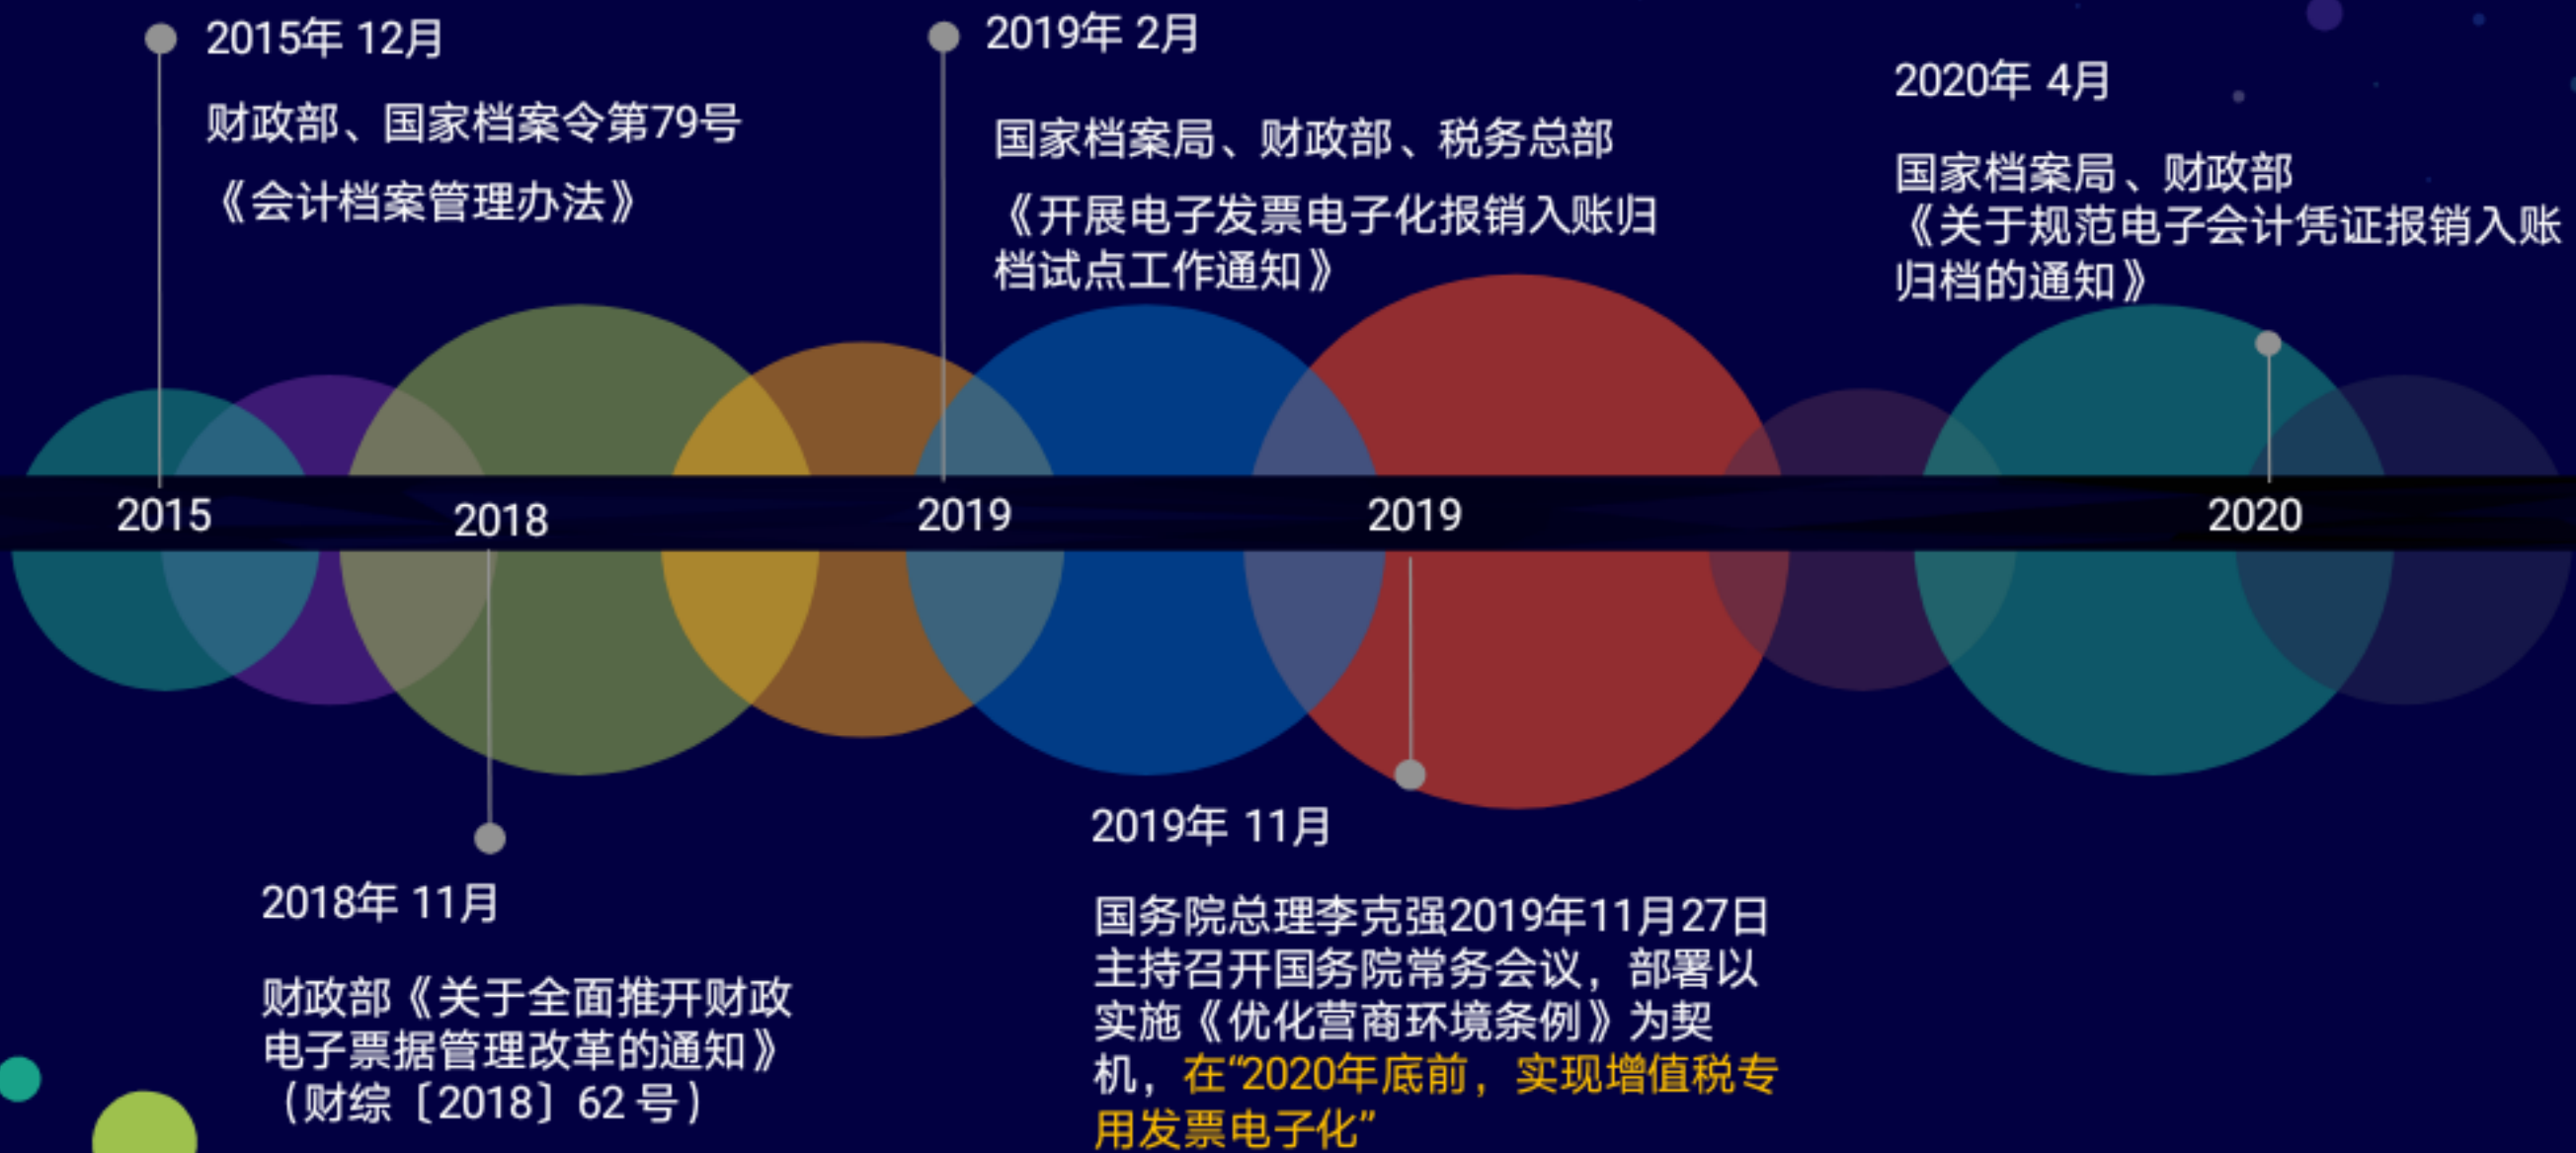 2015年 12月
财政部、国家档案令第79号
《会计档案管理办法》
2019年 2月
国家档案局、财政部、税务总部
《开展电子发票电子化报销入账归
档试点工作通知》
2020年 4月
国家档案局、财政部
《关于规范电子会计凭证报销入账
归档的通知》
2015
2018
2019
2019
2020
2018年 11月
财政部《关于全面推开财政
电子票据管理改革的通知》
（财综〔2018〕62 号）
2019年 11月
国务院总理李克强2019年11月27日
主持召开国务院常务会议，部署以
实施《优化营商环境条例》为契
机，在“2020年底前，实现增值税专
用发票电子化”